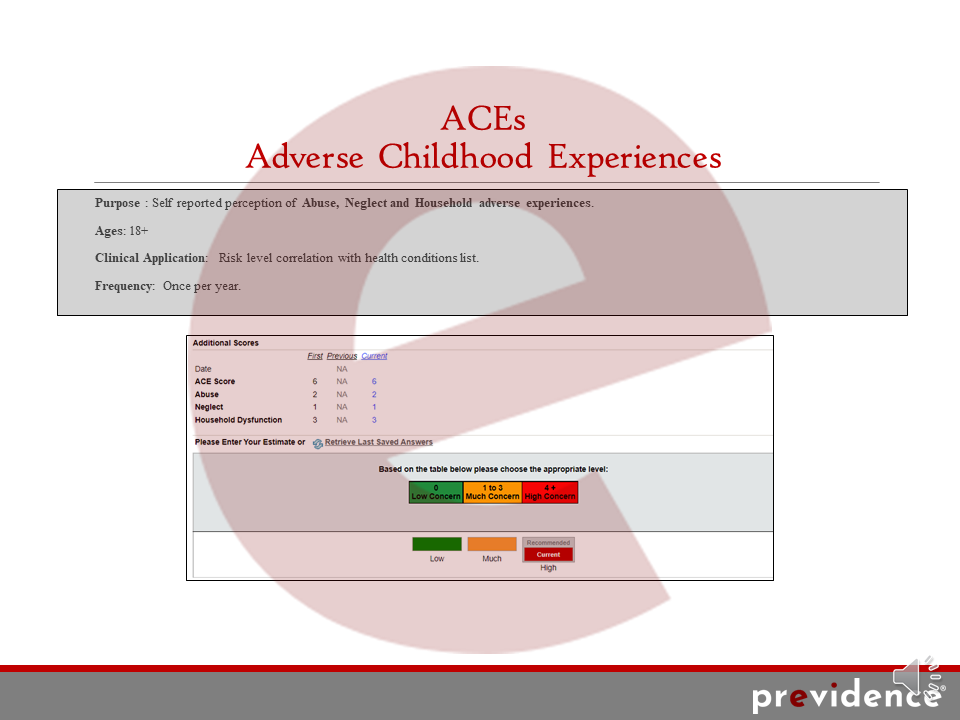 ACEs
Adverse Childhood Experiences
Purpose : Self reported perception of Abuse, Neglect and Household adverse experiences.
Ages: 18+
Clinical Application: Risk level correlation with health conditions list.
Frequency: Once per year.
Additional Scores
First Previous Current
Date NA
ACE Score 6 NA 6
Abuse 2 NA 2
Neglect 1 NA 1
Household Dysfunction 3 NA 3
Please Enter Your Estimate or Retrieve Last Saved Answers
Based on the table below please choose the appropriate level:
0 1 to 3 4 +
Low Concern Much Concern High Concern
Recommended
Current
Low Much High
previdence®